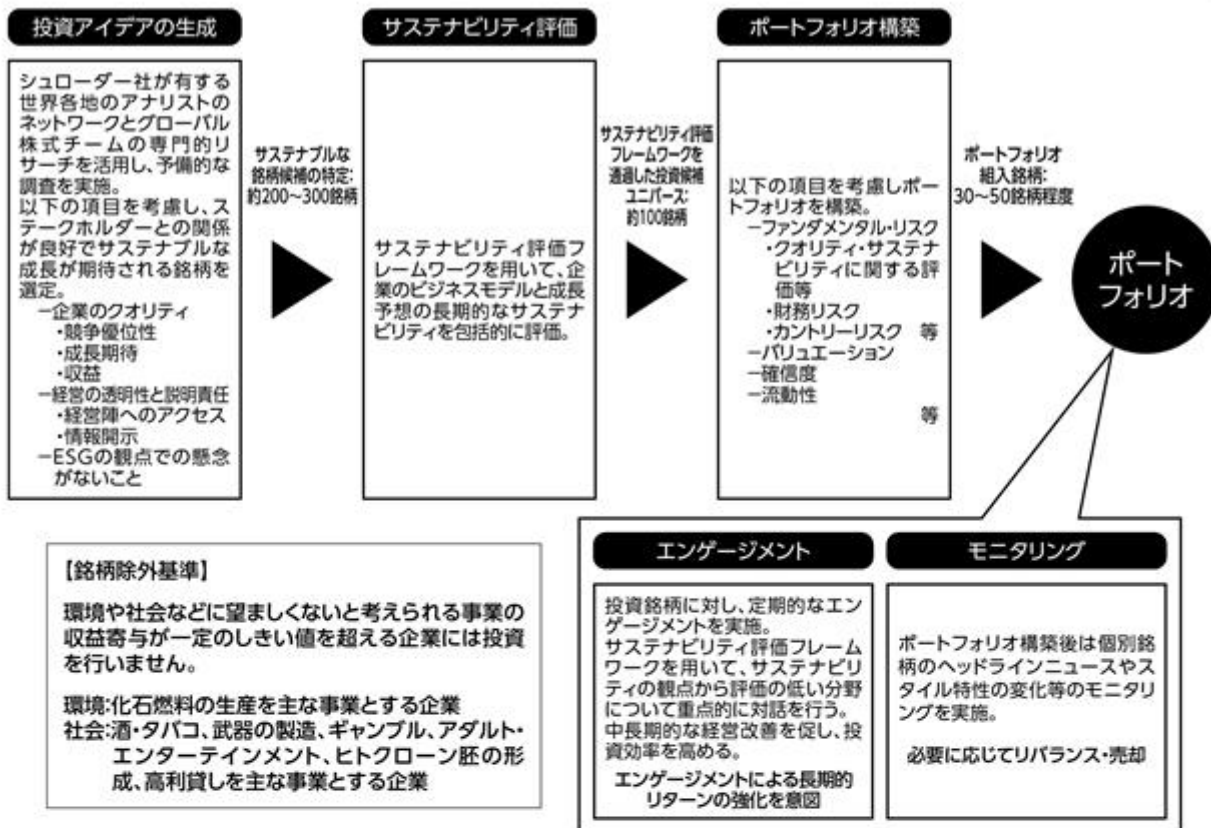 投資アイデアの生成
シュローダー社が有する
世界各地のアナリストの
ネットワークとグローバル
株式チームの専門的リ
サーチを活用し、予備的な
調査を実施。
以下の項目を考慮し、ス
テークホルダーとの関係
が良好でサステナブルな
成長が期待される銘柄を
選定。
－企業のクオリティ
・競争優位性
・成長期待
・収益
－経営の透明性と説明責任
・経営陣へのアクセス
・情報開示
－ESGの観点での懸念
がないこと
サステナブルな
銘柄候補の特定:
約200～300銘柄
サステナビリティ評価
サステナビリティ評価フ
レームワークを用いて、企
業のビジネスモデルと成長
予想の長期的なサステナ
ビリティを包括的に評価。
サステナビリティ評価
フレームワークを
通過した投資候補
ユニバース:
約100銘柄
ポートフォリオ構築
以下の項目を考慮しポー
トフォリオを構築。
－ファンダメンタル・リスク
・クオリティ・サステナ
ビリティに関する評
価等
・財務リスク
・カントリーリスク 等
－バリュエーション
－確信度
－流動性
等
ポートフォリオ
組入銘柄:
30～50銘柄程度
ポート
フォリオ
【銘柄除外基準】
環境や社会などに望ましくないと考えられる事業の
収益寄与が一定のしきい値を超える企業には投資
を行いません。
環境:化石燃料の生産を主な事業とする企業
社会:酒・タバコ、武器の製造、ギャンブル、アダルト・
エンターテインメント、ヒトクローン胚の形
成、高利貸しを主な事業とする企業
エンゲージメント
投資銘柄に対し、定期的なエン
ゲージメントを実施。
サステナビリティ評価フレーム
ワークを用いて、サステナビリ
ティの観点から評価の低い分野
について重点的に対話を行う。
中長期的な経営改善を促し、投
資効率を高める。
エンゲージメントによる長期的
リターンの強化を意図
モニタリング
ポートフォリオ構築後は個別銘
柄のヘッドラインニュースやス
タイル特性の変化等のモニタリ
ングを実施。
必要に応じてリバランス・売却